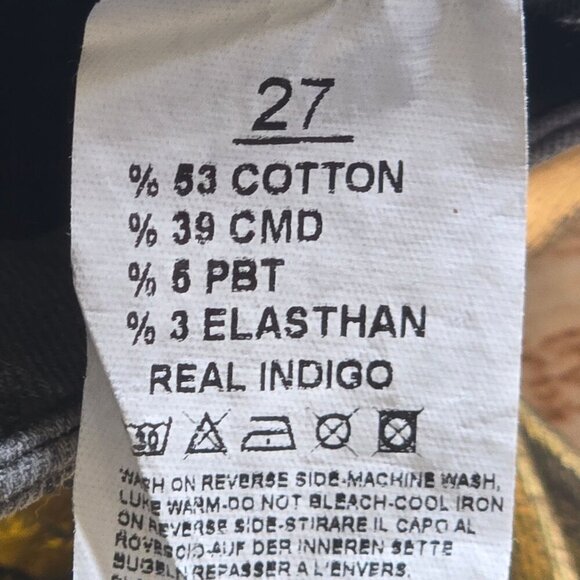 27
% 53 COTTON
% 39 CMD
% 5 PBT
% 3 ELASTHAN
REAL INDIGO
30
WASH ON REVERSE SIDE-MACHINE WASH,
LUKE WARM-DO NOT BLEACH-COOL IRON
ON REVERSE SIDE-STIRARE IL CAPO AL
ROVESCIO-AUF DER INNEREN SETTE
BUGELN REPASSER A L'ENVERS.